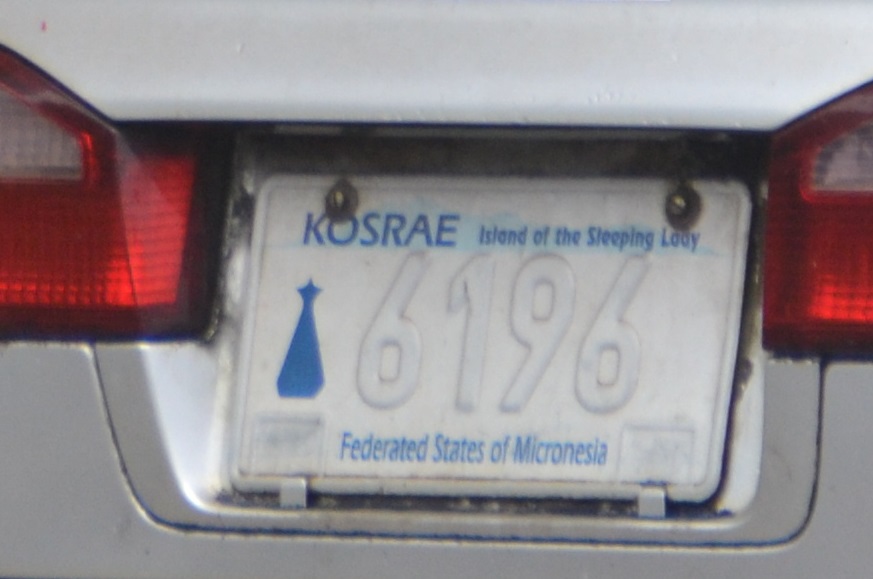 KOSRAE Island of the Sleeping Lady
6196
Federated States of Micronesia